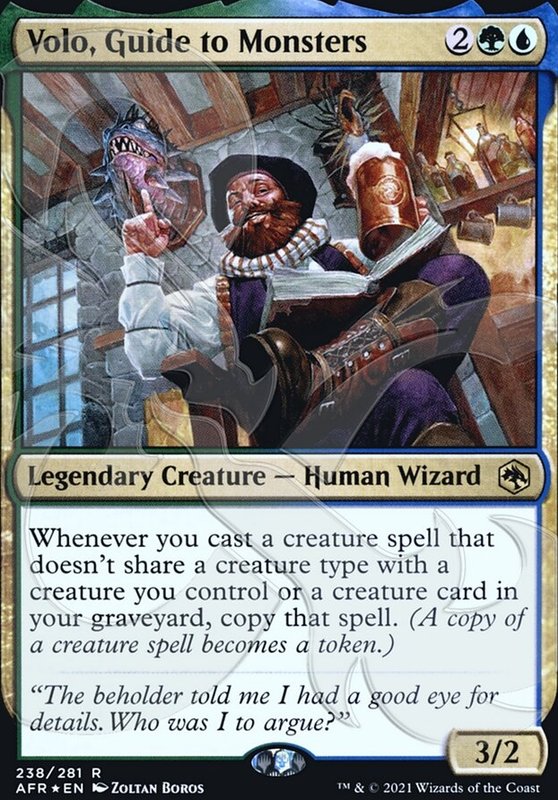 Volo, Guide to Monsters 2
Legendary Creature — Human Wizard
Whenever you cast a creature spell that
doesn't share a creature type with a
creature you control or a creature card in
your graveyard, copy that spell. (A copy of
a creature spell becomes a token.)
"The beholder told me I had a good eye for
details. Who was I to argue?"
3/2
238/281 R
AFR ★ EN Zoltan Boros
™ & © 2021 Wizards of the Coast